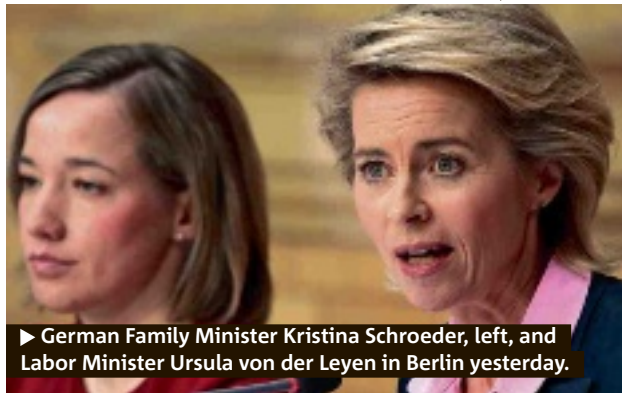 ▶ German Family Minister Kristina Schroeder, left, and
Labor Minister Ursula von der Leyen in Berlin yesterday.